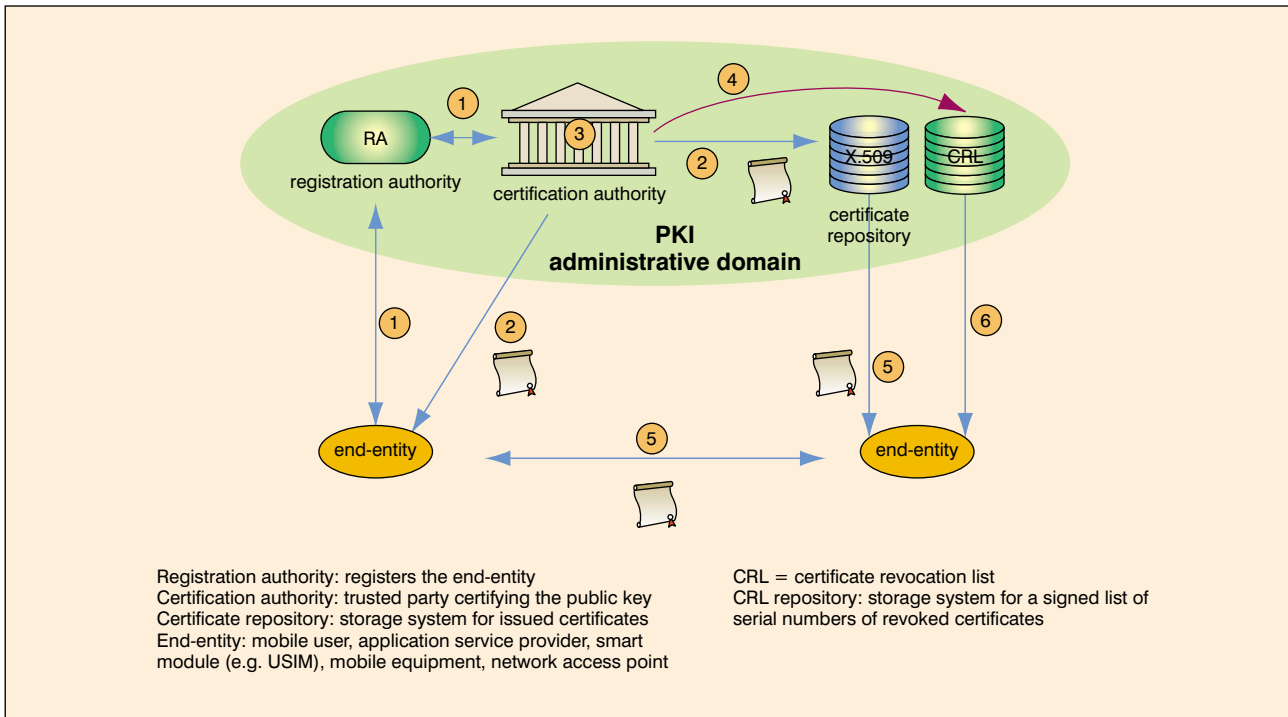 4
1
3
RA
2
X.509
CRL
registration authority
certification authority
certificate
repository
PKI
administrative domain
1
2
6
5
end-entity
5
end-entity
Registration authority: registers the end-entity
Certification authority: trusted party certifying the public key
Certificate repository: storage system for issued certificates
End-entity: mobile user, application service provider, smart
module (e.g. USIM), mobile equipment, network access point
CRL = certificate revocation list
CRL repository: storage system for a signed list of
serial numbers of revoked certificates